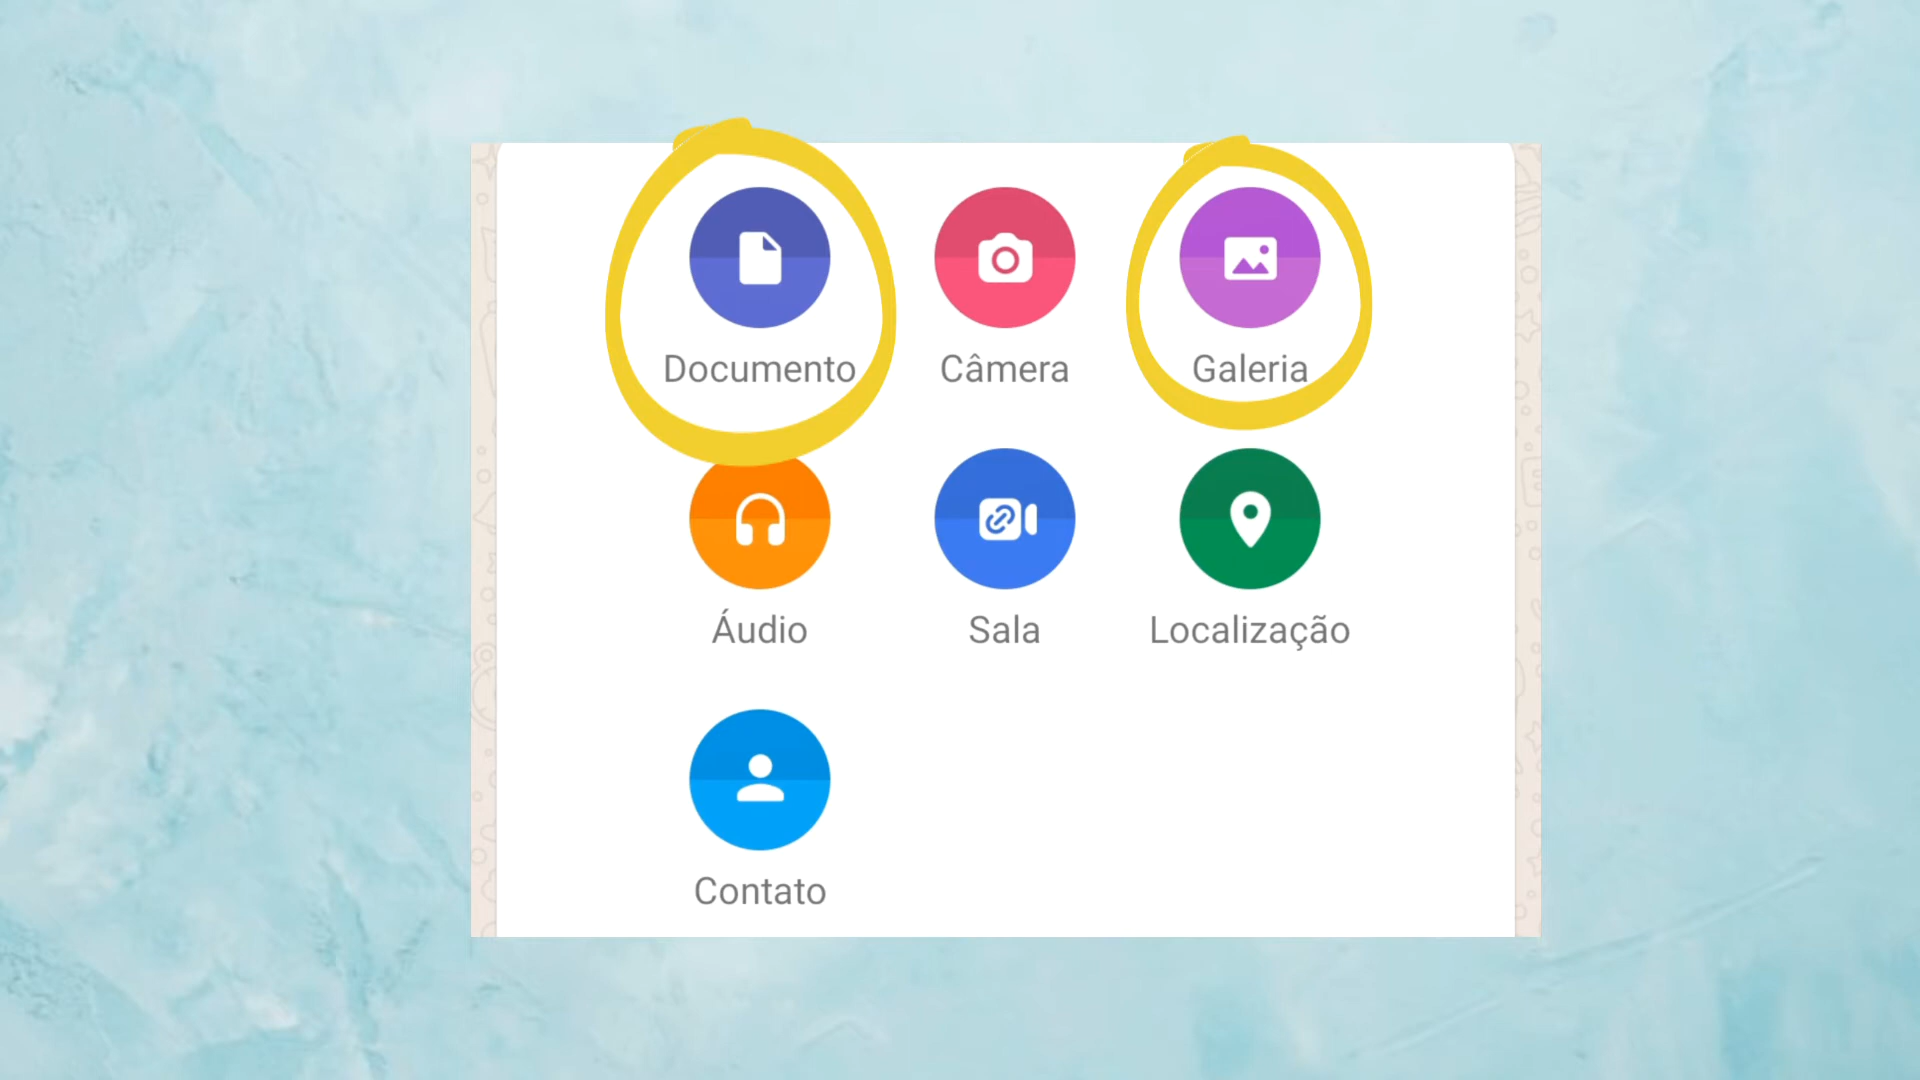 Documento
Câmera
Galeria
Áudio
Sala
Localização
Contato